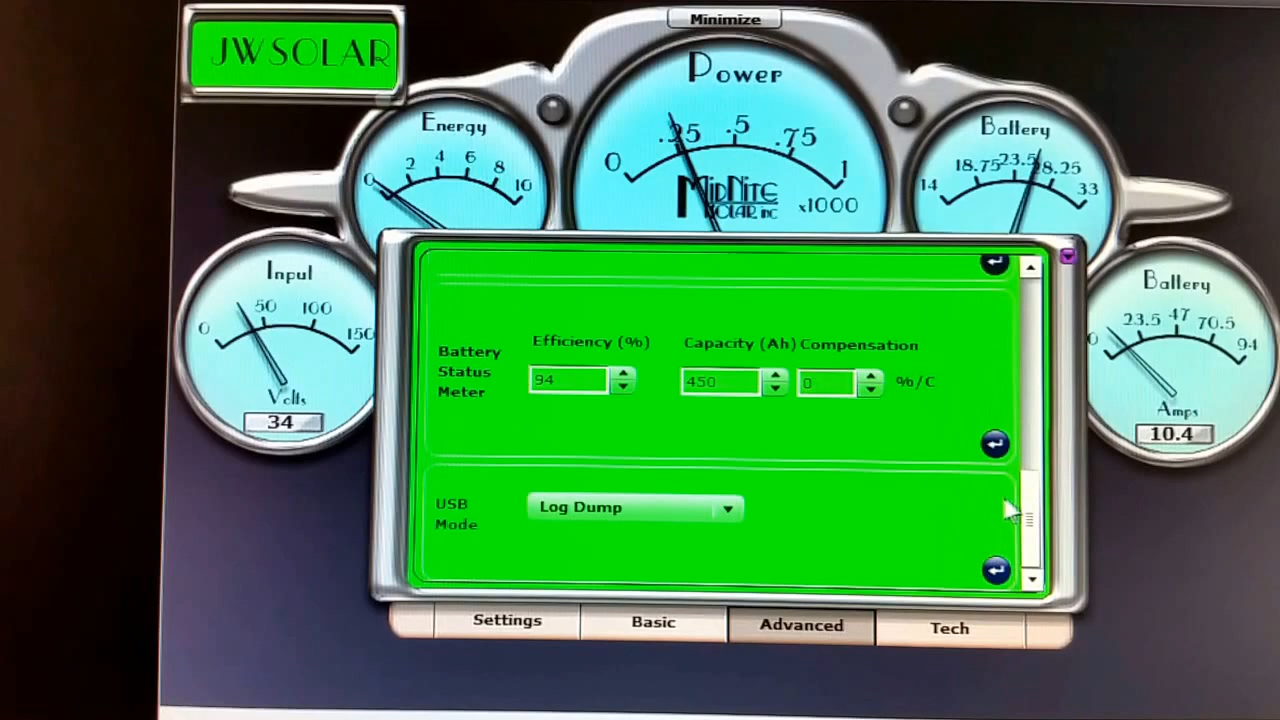 Minimize
JW SOLAR
Power
0 .25 .5 .75 1
MIDNITE
SOLAR INC
x1000
Energy
0 2 4 6 8 10
Battery
14 18.75 23.5 28.25 33
Input
0 50 100 150
Volts
34
Battery
0 23.5 47 70.5 94
Amps
10.4
Battery
Status
Meter
Efficiency (%) Capacity (Ah) Compensation
94 450 0 %/C
USB
Mode
Log Dump
Settings Basic Advanced Tech